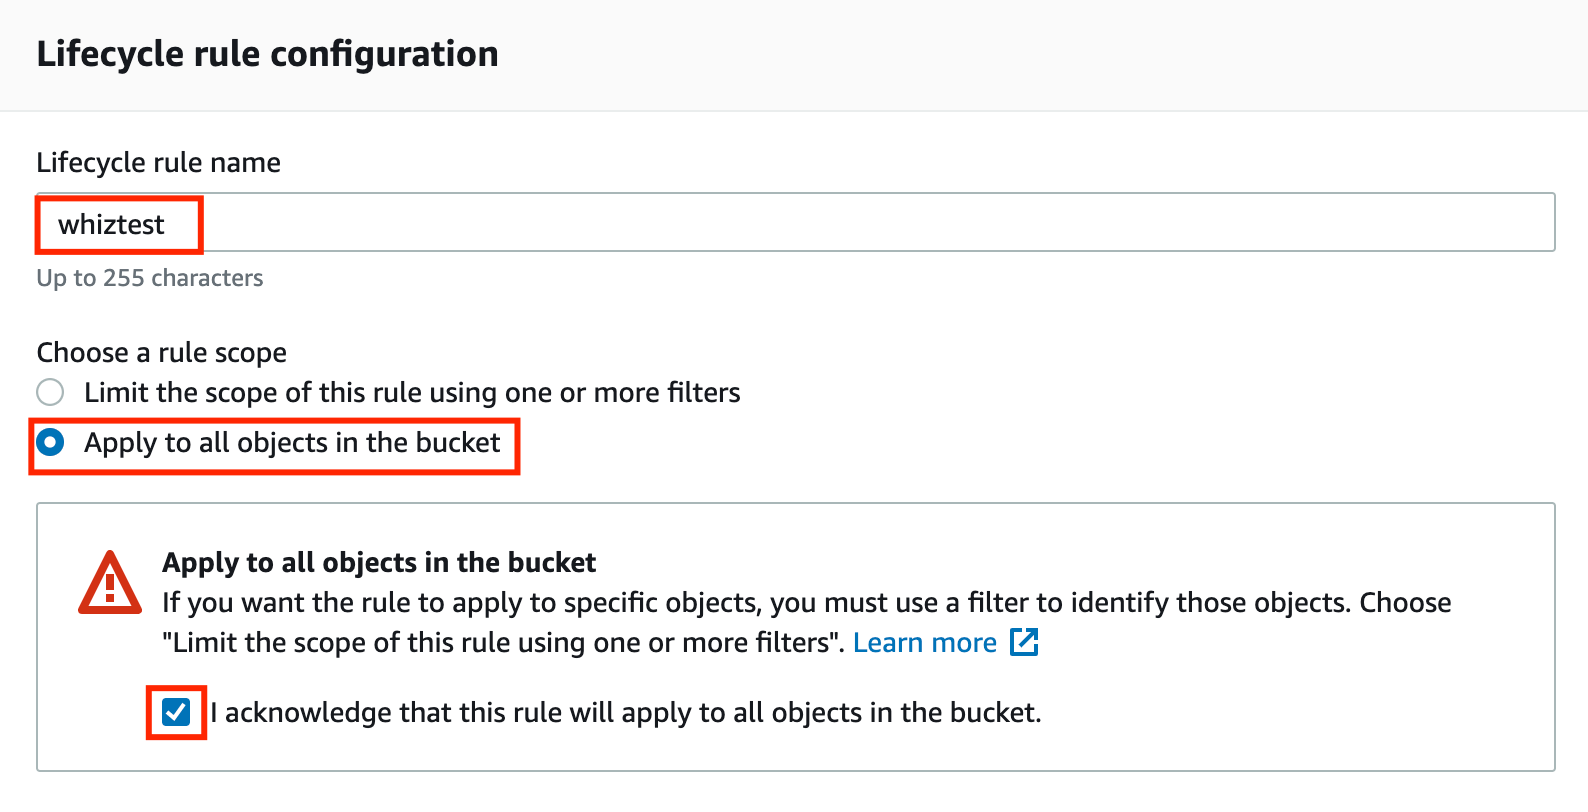 Lifecycle rule configuration
Lifecycle rule name
whiztest
Up to 255 characters
Choose a rule scope
Limit the scope of this rule using one or more filters
Apply to all objects in the bucket
Apply to all objects in the bucket
If you want the rule to apply to specific objects, you must use a filter to identify those objects. Choose
"Limit the scope of this rule using one or more filters". Learn more
I acknowledge that this rule will apply to all objects in the bucket.